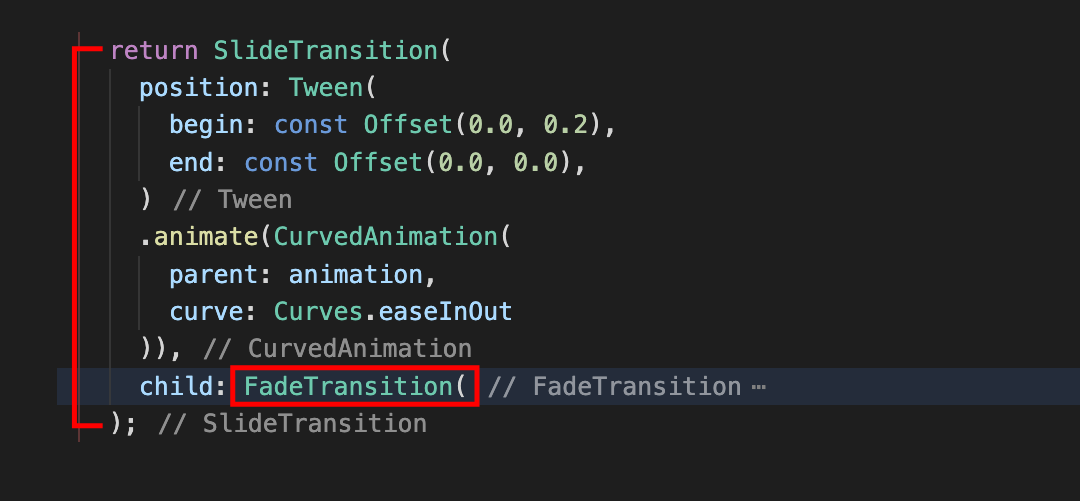 return SlideTransition(
position: Tween(
begin: const Offset(0.0, 0.2),
end: const Offset(0.0, 0.0),
) // Tween
.animate(CurvedAnimation(
parent: animation,
curve: Curves.easeInOut
)), // CurvedAnimation
child: FadeTransition( // FadeTransition ⋯
); // SlideTransition